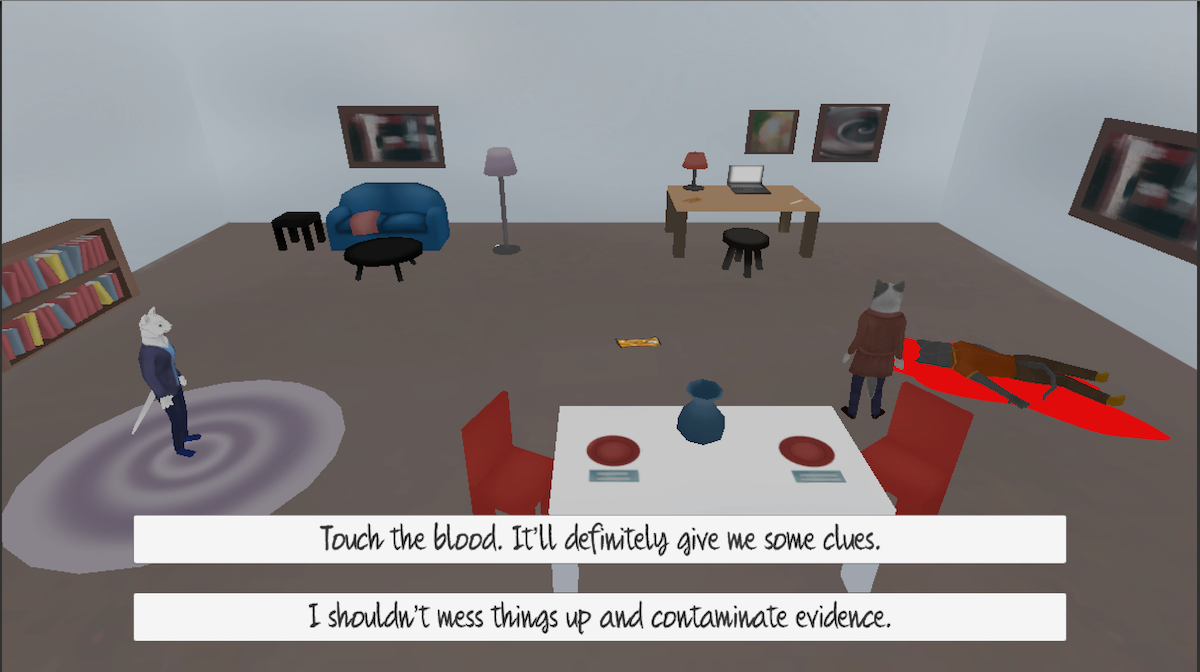 Touch the blood. It'll definitely give me some clues.
I shouldn't mess things up and contaminate evidence.